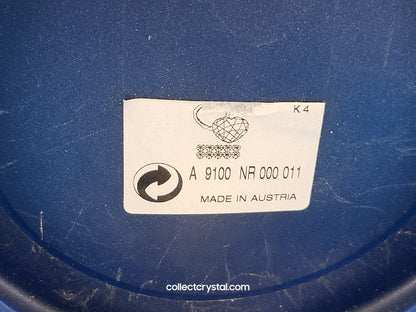 K 4
A 9100 NR 000 011
MADE IN AUSTRIA
collectcrystal.com